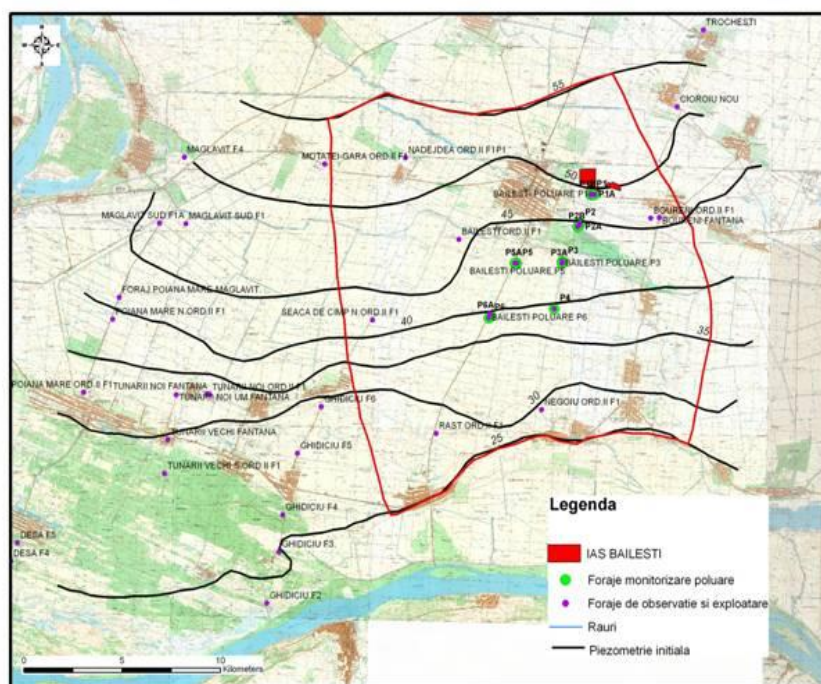 TROCHESTI
CIOROIU NOU
55
MAGLAVIT F4
MOTATEI-GARA ORD.II F1
NADEJDEA ORD.II F1P1
50
BAILESTI POLUARE P1
P1A
MAGLAVIT SUD F1A
MAGLAVIT SUD F1
45
P2B
P2
P2A
BOURENI ORD.II F1
BOURENI FANTANA
BAILESTI ORD.II F1
P5A
P5
P3A
P3
BAILESTI POLUARE P5
BAILESTI POLUARE P3
FORAJ POIANA MARE-MAGLAVIT
POIANA MARE N.ORD.II F1
SEACA DE CIMP N.ORD.II F1
40
P6A
P6
P4
BAILESTI POLUARE P6
35
POIANA MARE ORD.II F1
TUNARII NOI FANTANA
TUNARII NOI ORD.II F1
TUNARII NOI UM FANTANA
GHIDICIU F6
30
NEGOIU ORD.II F1
TUNARII VECHI FANTANA
RAST ORD.II F1
25
GHIDICIU F5
TUNARII VECHI S.ORD.II F1
GHIDICIU F4
DESA F5
DESA F4
GHIDICIU F3
GHIDICIU F2
Legenda
IAS BAILESTI
Foraje monitorizare poluare
Foraje de observatie si exploatare
Rauri
Piezometrie initiala
0
5
10
Kilometers